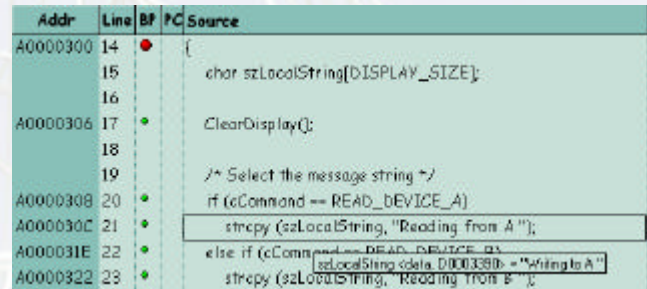 Addr Line BP PC Source
A0000300 14 {
15 char szLocalString[DISPLAY_SIZE];
16
A0000306 17 ClearDisplay();
18
19 /* Select the message string */
A0000308 20 if (cCommand == READ_DEVICE_A)
A000030C 21 strcpy (szLocalString, "Reading from A");
A000031E 22 else if (cCommand == READ_DEVICE_B)
szLocalString <data, D0003390> = "Writing to A"
A0000322 23 strcpy (szLocalString, "Reading from B");